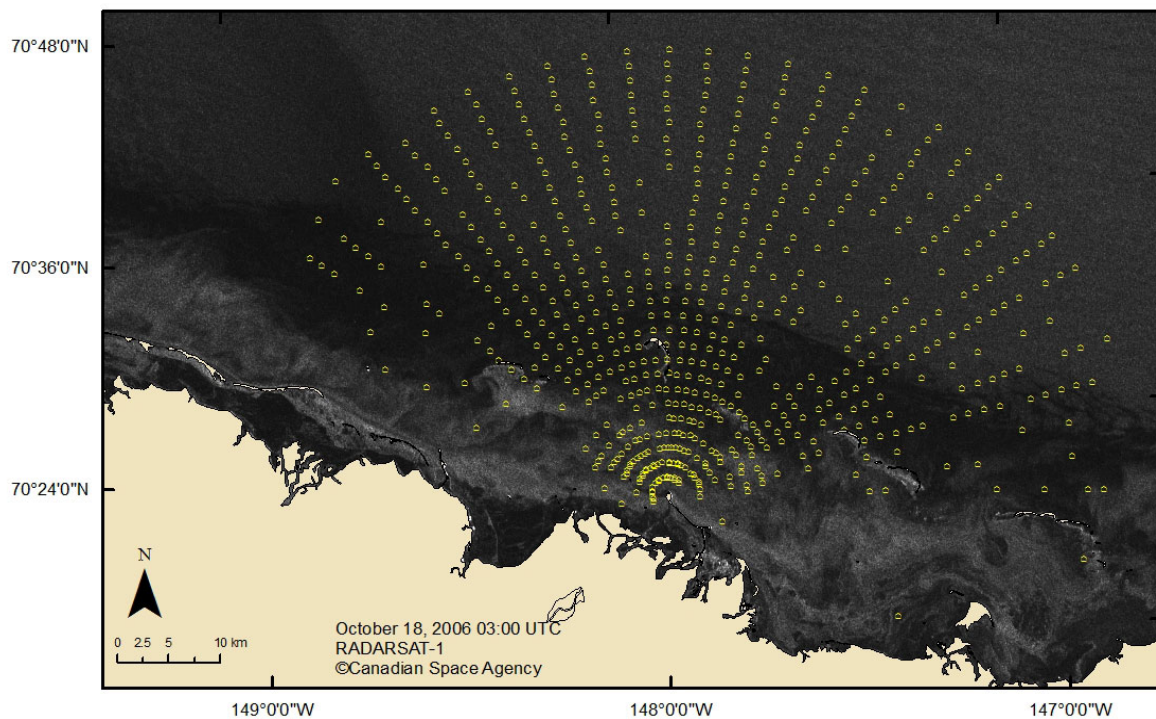 70°48'0"N
70°36'0"N
70°24'0"N
N
0 2.5 5 10 km
October 18, 2006 03:00 UTC
RADARSAT-1
©Canadian Space Agency
149°0'0"W
148°0'0"W
147°0'0"W